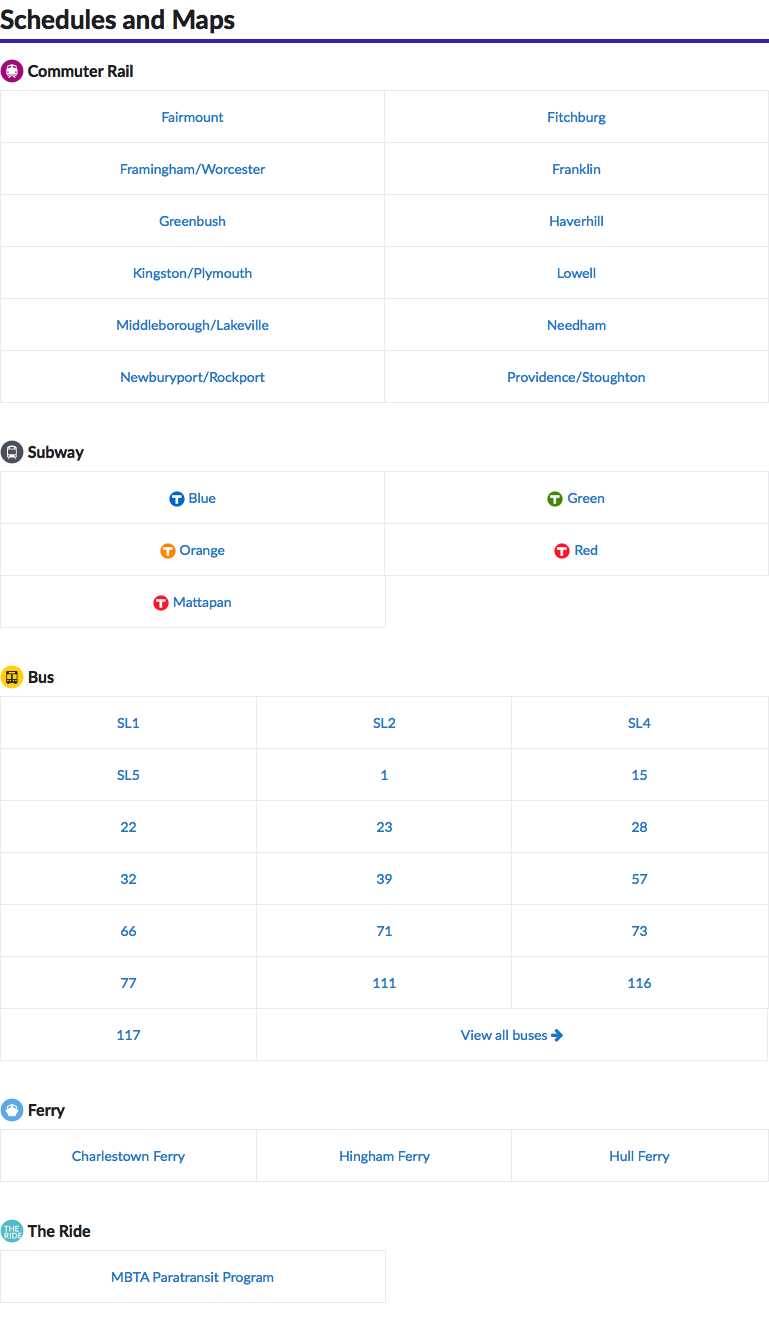 Schedules and Maps
Commuter Rail
Fairmount Fitchburg
Framingham/Worcester Franklin
Greenbush Haverhill
Kingston/Plymouth Lowell
Middleborough/Lakeville Needham
Newburyport/Rockport Providence/Stoughton
Subway
T Blue T Green
T Orange T Red
T Mattapan
Bus
SL1 SL2 SL4
SL5 1 15
22 23 28
32 39 57
66 71 73
77 111 116
117 View all buses
Ferry
Charlestown Ferry Hingham Ferry Hull Ferry
THE RIDE The Ride
MBTA Paratransit Program